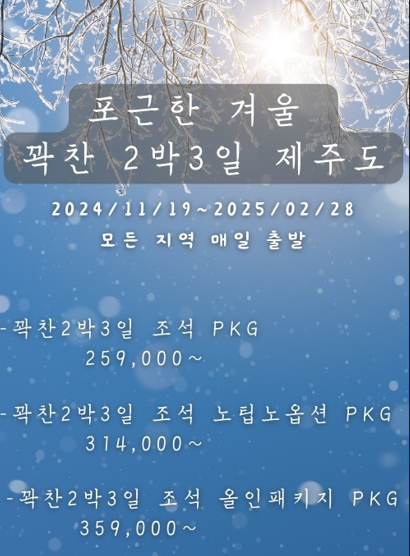 포근한 겨울
꽉찬 2박3일 제주도
2024/11/19~2025/02/28
모든 지역 매일 출발
-꽉찬2박3일 조석 PKG
259,000~
-꽉찬2박3일 조석 노팁노옵션 PKG
314,000~
-꽉찬2박3일 조석 올인패키지 PKG
359,000~